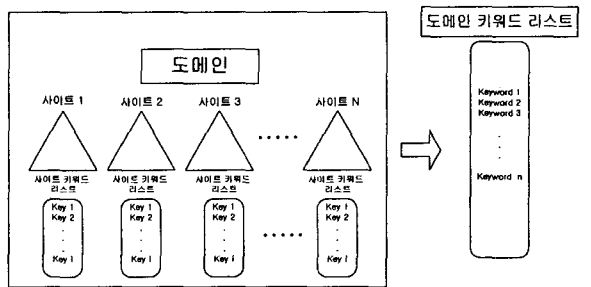 도메인 키워드 리스트
도메인
사이트 1 사이트 2 사이트 3 ..... 사이트 N
사이트 키워드 리스트
사이트 키워드 리스트
사이트 키워드 리스트
사이트 키워드 리스트
Key 1
Key 2
.
.
.
Key i
Key 1
Key 2
.
.
.
Key i
Key 1
Key 2
.
.
.
Key i
.....
Key 1
Key 2
.
.
.
Key i
Keyword 1
Keyword 2
Keyword 3
.
.
.
Keyword n